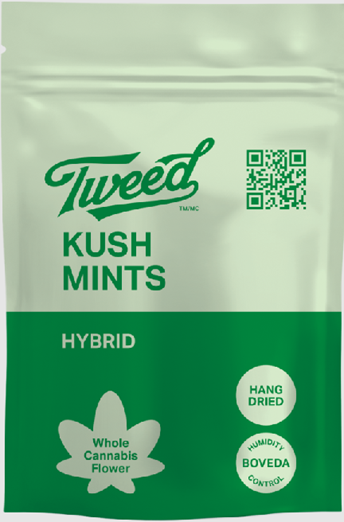 Tweed
TM/MC
KUSH
MINTS
HYBRID
HANG
DRIED
Whole
Cannabis
Flower
HUMIDITY
BOVEDA
CONTROL